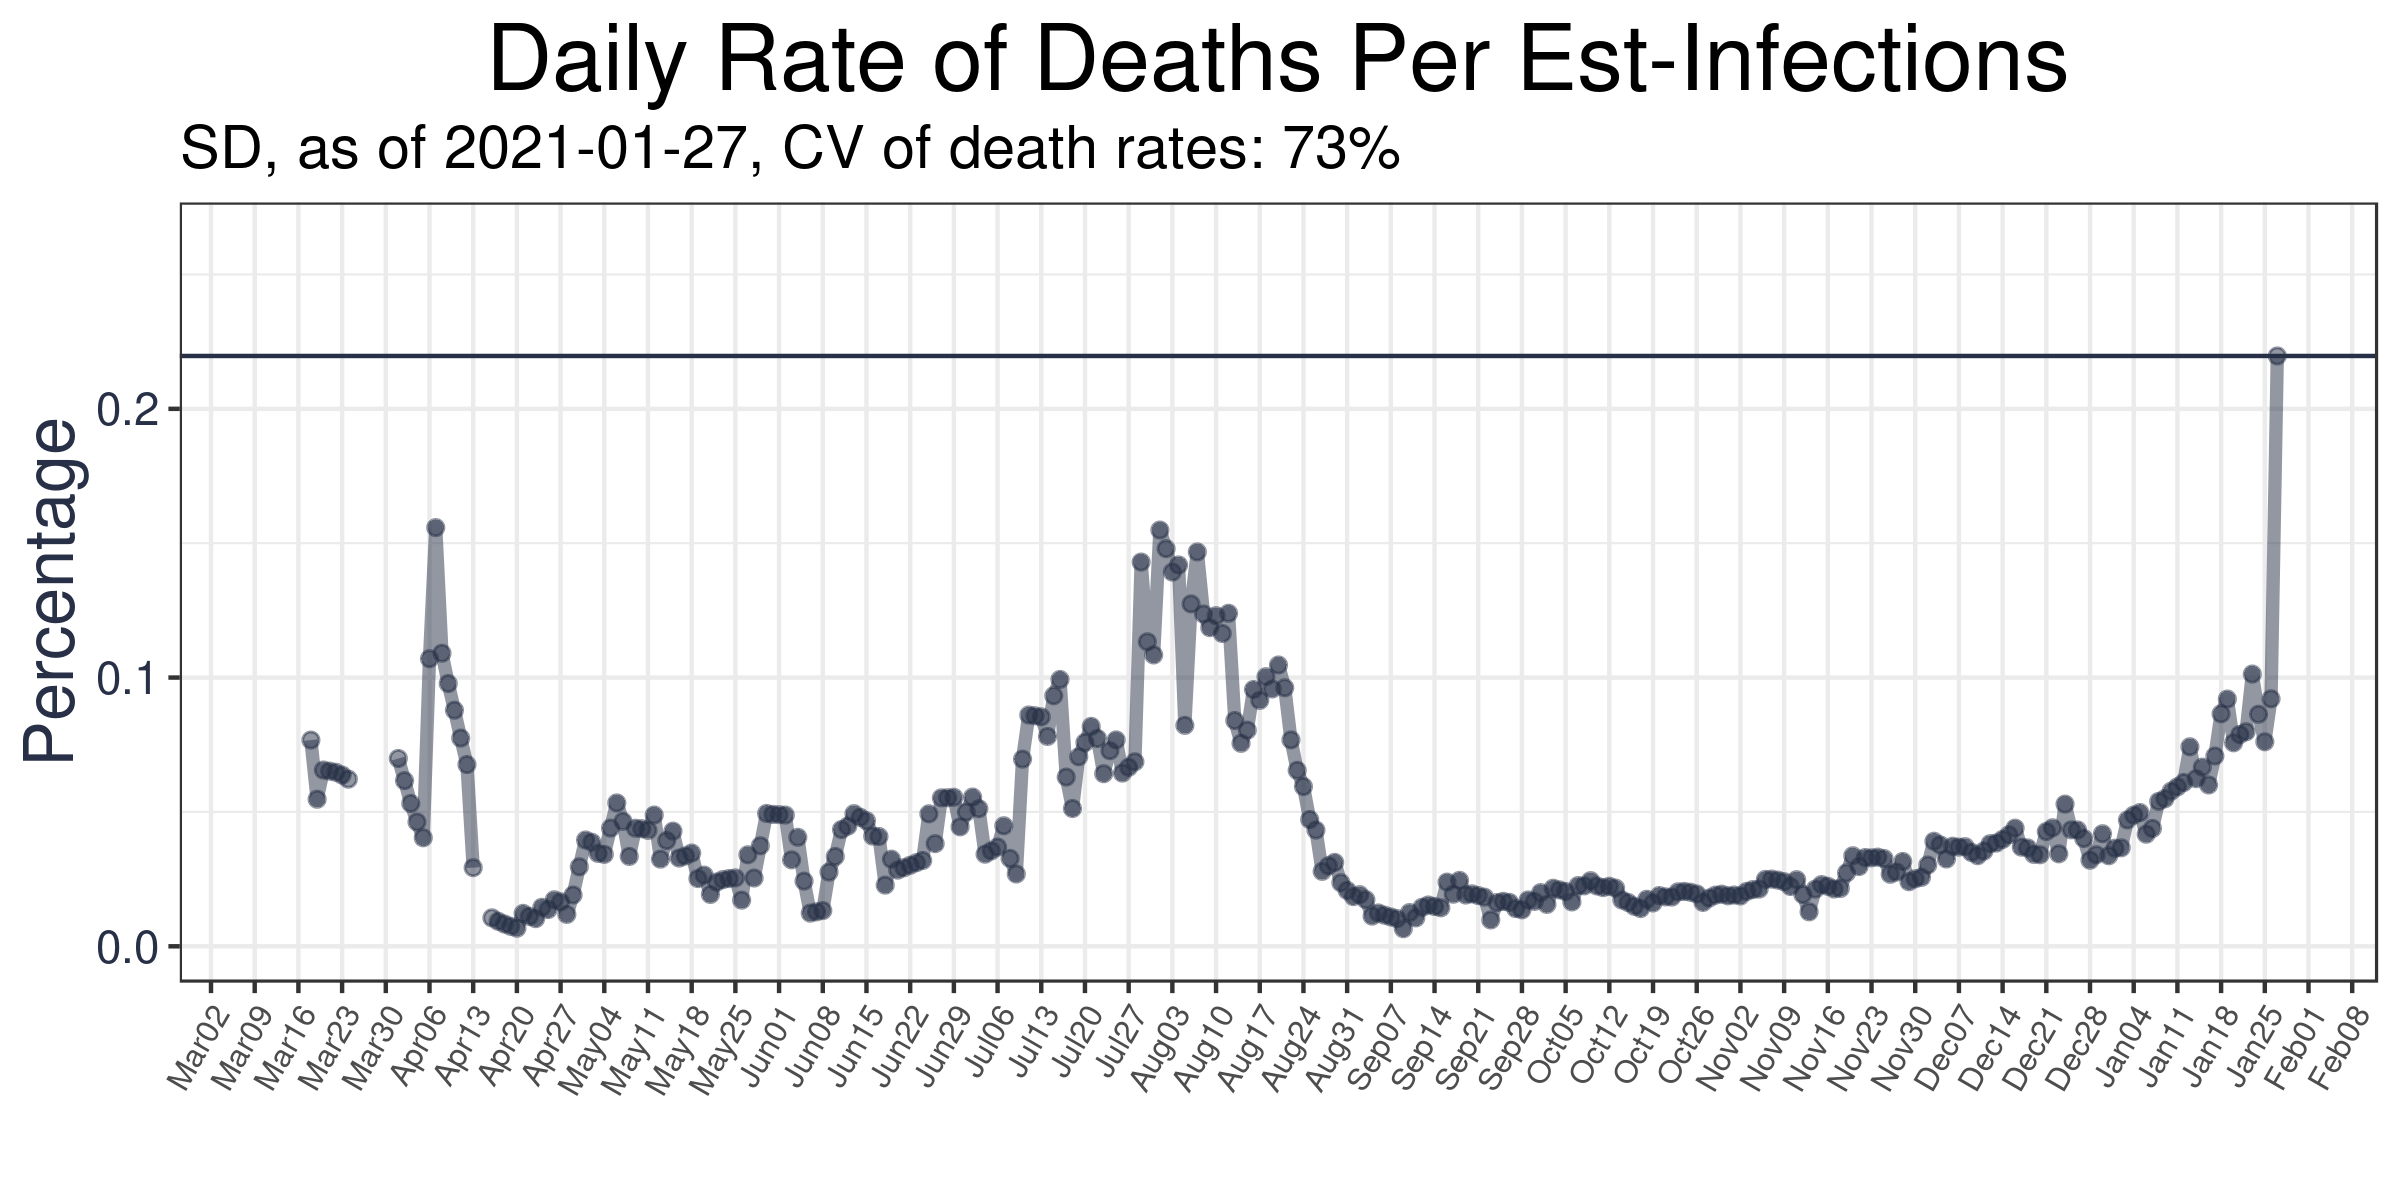 Daily Rate of Deaths Per Est-Infections
SD, as of 2021-01-27, CV of death rates: 73%
Percentage
0.2
0.1
0.0
Mar02
Mar09
Mar16
Mar23
Mar30
Apr06
Apr13
Apr20
Apr27
May04
May11
May18
May25
Jun01
Jun08
Jun15
Jun22
Jun29
Jul06
Jul13
Jul20
Jul27
Aug03
Aug10
Aug17
Aug24
Aug31
Sep07
Sep14
Sep21
Sep28
Oct05
Oct12
Oct19
Oct26
Nov02
Nov09
Nov16
Nov23
Nov30
Dec07
Dec14
Dec21
Dec28
Jan04
Jan11
Jan18
Jan25
Feb01
Feb08